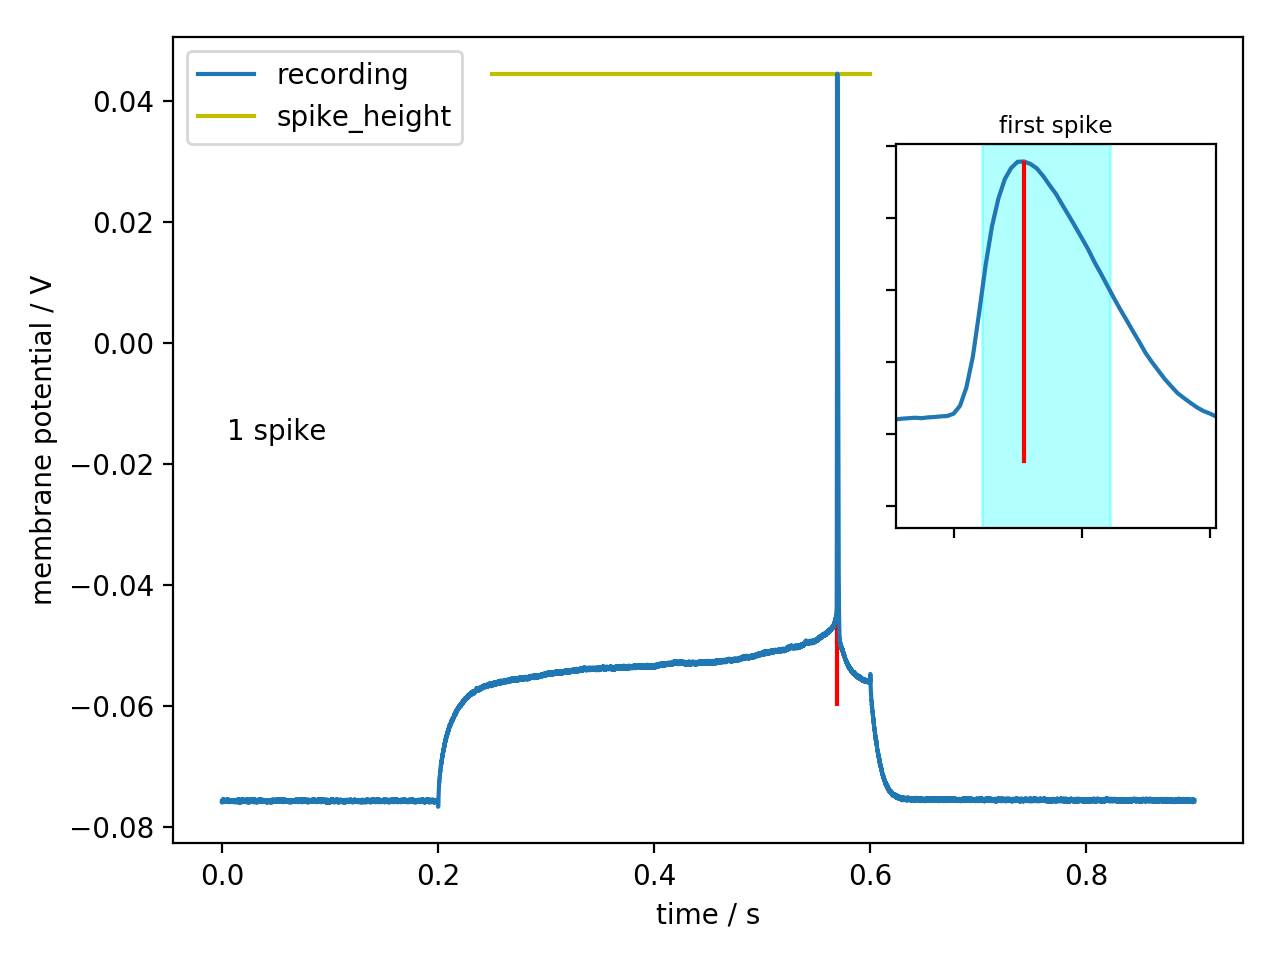 recording
spike_height
first spike
1 spike
membrane potential / V
0.04
0.02
0.00
−0.02
−0.04
−0.06
−0.08
0.0 0.2 0.4 0.6 0.8
time / s